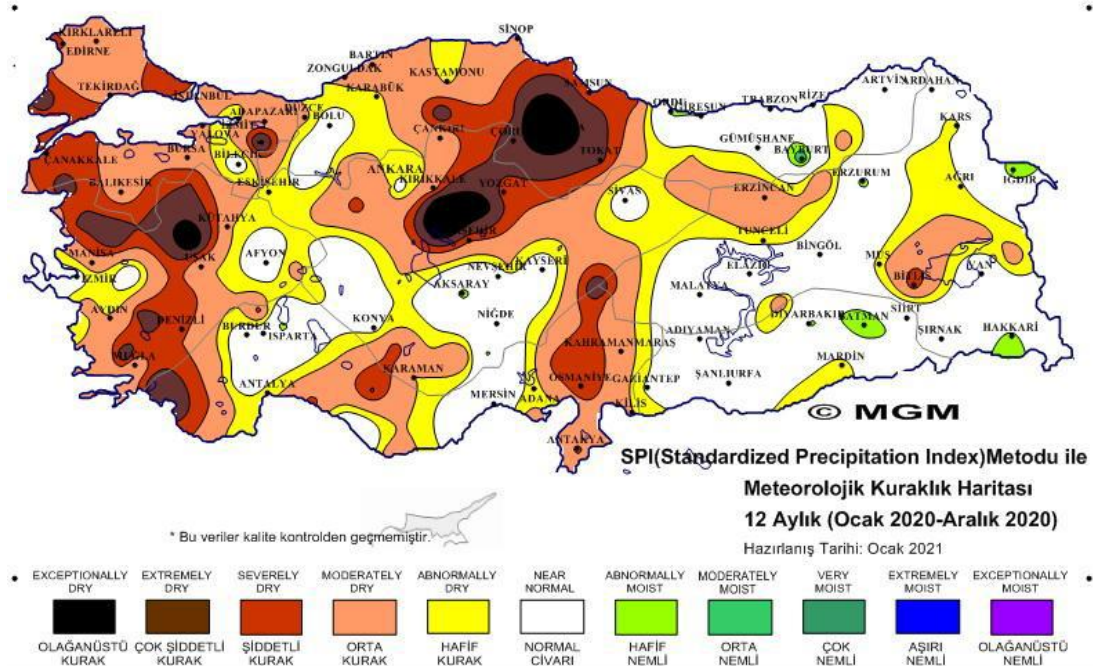 SİNOP
KIRKLARELİ
EDİRNE
BARTIN
ZONGULDAK
KASTAMONU
KARABÜK
SAMSUN
TEKİRDAĞ
İSTANBUL
ARTVİN
ARDAHAN
ORDU
GİRESUN
TRABZON
RİZE
ADAPAZARI
DÜZCE
BOLU
İZMİT
YALOVA
KARS
ÇANKIRI
GÜMÜŞHANE
BAYBURT
TOKAT
ÇANAKKALE
BURSA
BİLECİK
ANKARA
ERZURUM
AĞRI
IĞDIR
BALIKESİR
ESKİŞEHİR
KIRIKKALE
YOZGAT
SİVAS
ERZİNCAN
KÜTAHYA
TUNCELİ
BİNGÖL
MANİSA
UŞAK
AFYON
NEVŞEHİR
KAYSERİ
ELAZIĞ
MUŞ
BİTLİS
VAN
İZMİR
AKSARAY
MALATYA
AYDIN
DENİZLİ
BURDUR
ISPARTA
KONYA
NİĞDE
ADIYAMAN
DİYARBAKIR
BATMAN
SİİRT
ŞIRNAK
HAKKARİ
KAHRAMANMARAŞ
MUĞLA
KARAMAN
MARDİN
ANTALYA
MERSİN
ADANA
OSMANİYE
GAZİANTEP
ŞANLIURFA
KİLİS
© MGM
ANTAKYA
SPI(Standardized Precipitation Index)Metodu ile
Meteorolojik Kuraklık Haritası
12 Aylık (Ocak 2020-Aralık 2020)
* Bu veriler kalite kontrolden geçmemiştir.
Hazırlanış Tarihi: Ocak 2021
EXCEPTIONALLY DRY
EXTREMELY DRY
SEVERELY DRY
MODERATELY DRY
ABNORMALLY DRY
NEAR NORMAL
ABNORMALLY MOIST
MODERATELY MOIST
VERY MOIST
EXTREMELY MOIST
EXCEPTIONALLY MOIST
OLAĞANÜSTÜ KURAK
ÇOK ŞİDDETLİ KURAK
ŞİDDETLİ KURAK
ORTA KURAK
HAFİF KURAK
NORMAL CİVARI
HAFİF NEMLİ
ORTA NEMLİ
ÇOK NEMLİ
AŞIRI NEMLİ
OLAĞANÜSTÜ NEMLİ